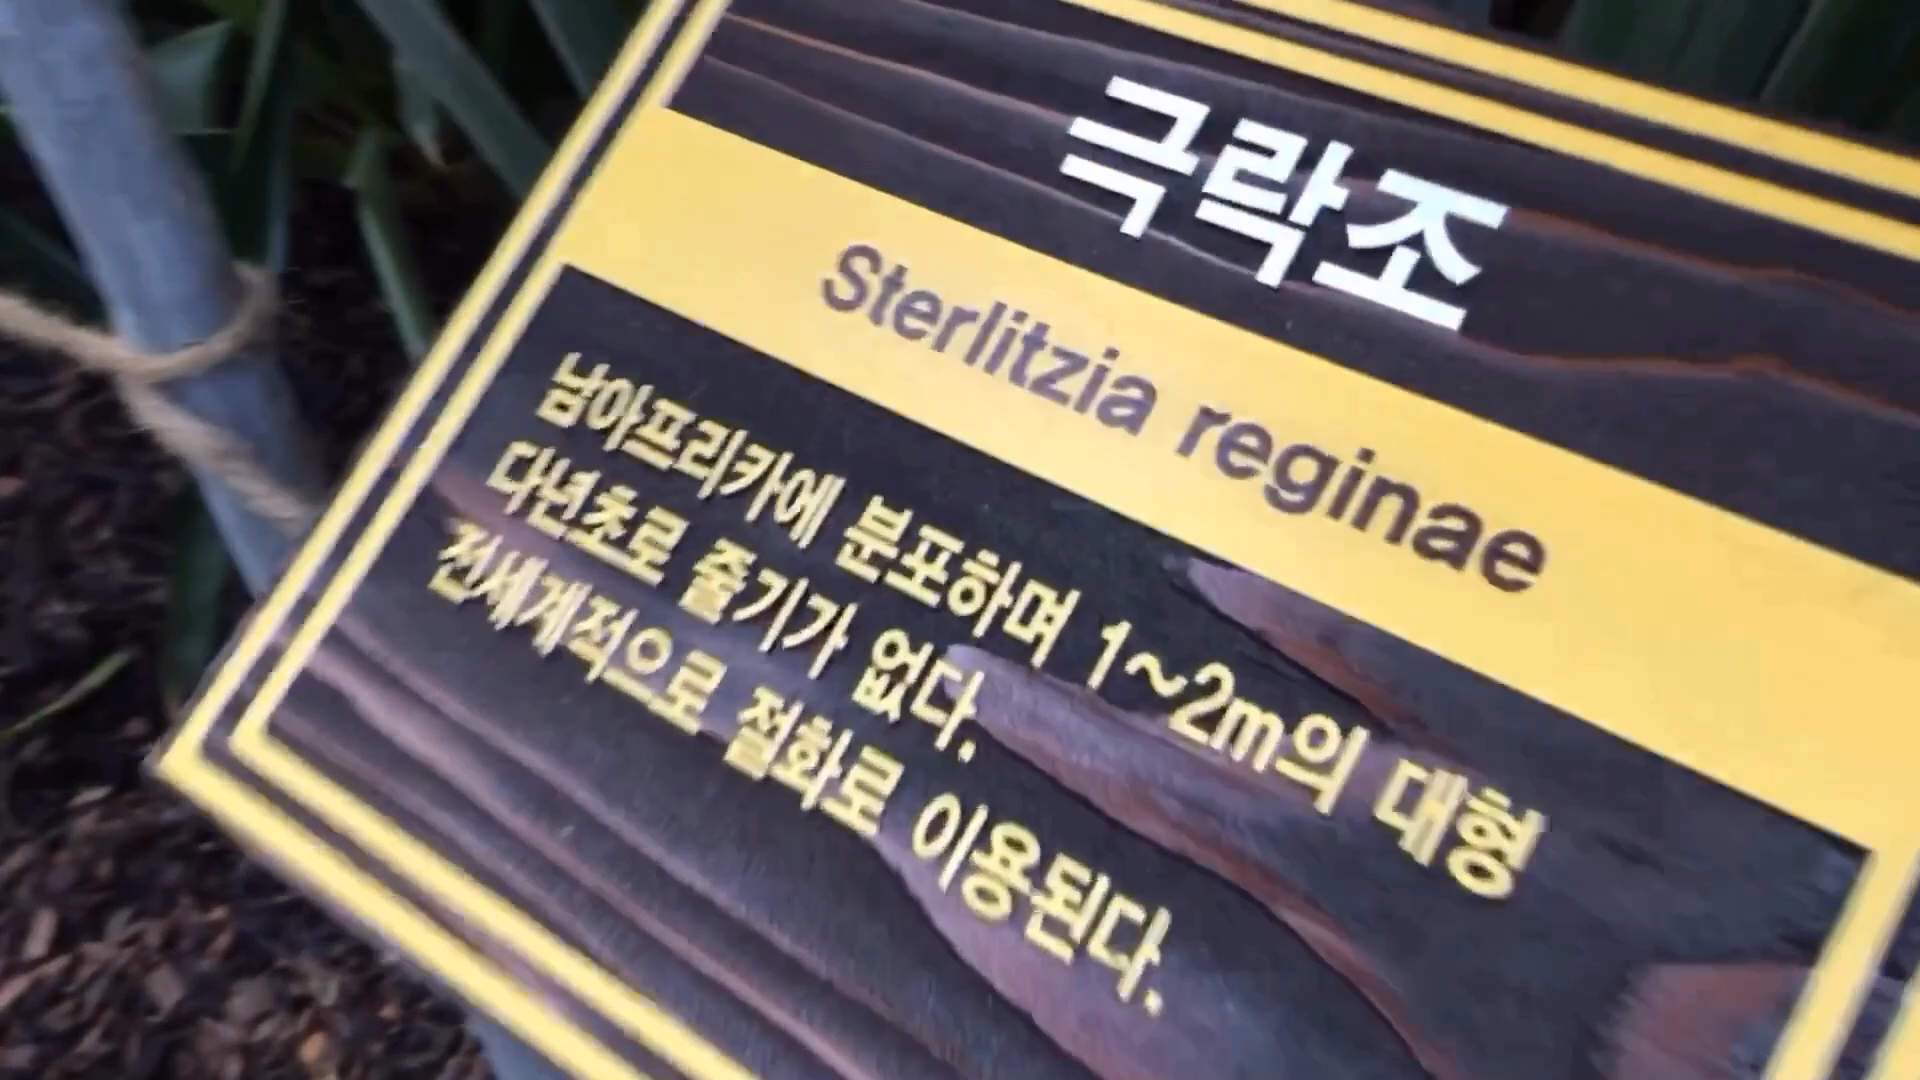 극락조
Sterlitzia reginae
남아프리카에 분포하며 1~2m의 대형
다년초로 줄기가 없다.
전세계적으로 절화로 이용된다.